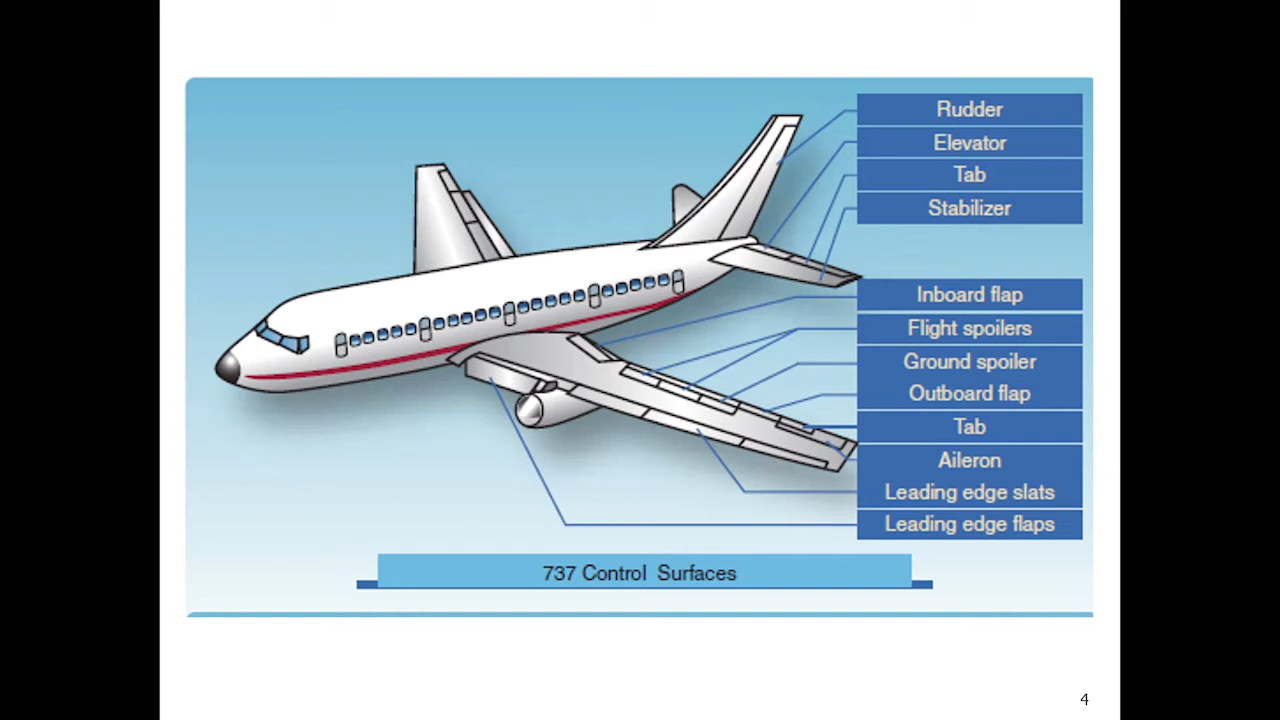 Rudder
Elevator
Tab
Stabilizer
Inboard flap
Flight spoilers
Ground spoiler
Outboard flap
Tab
Aileron
Leading edge slats
Leading edge flaps
737 Control Surfaces
4